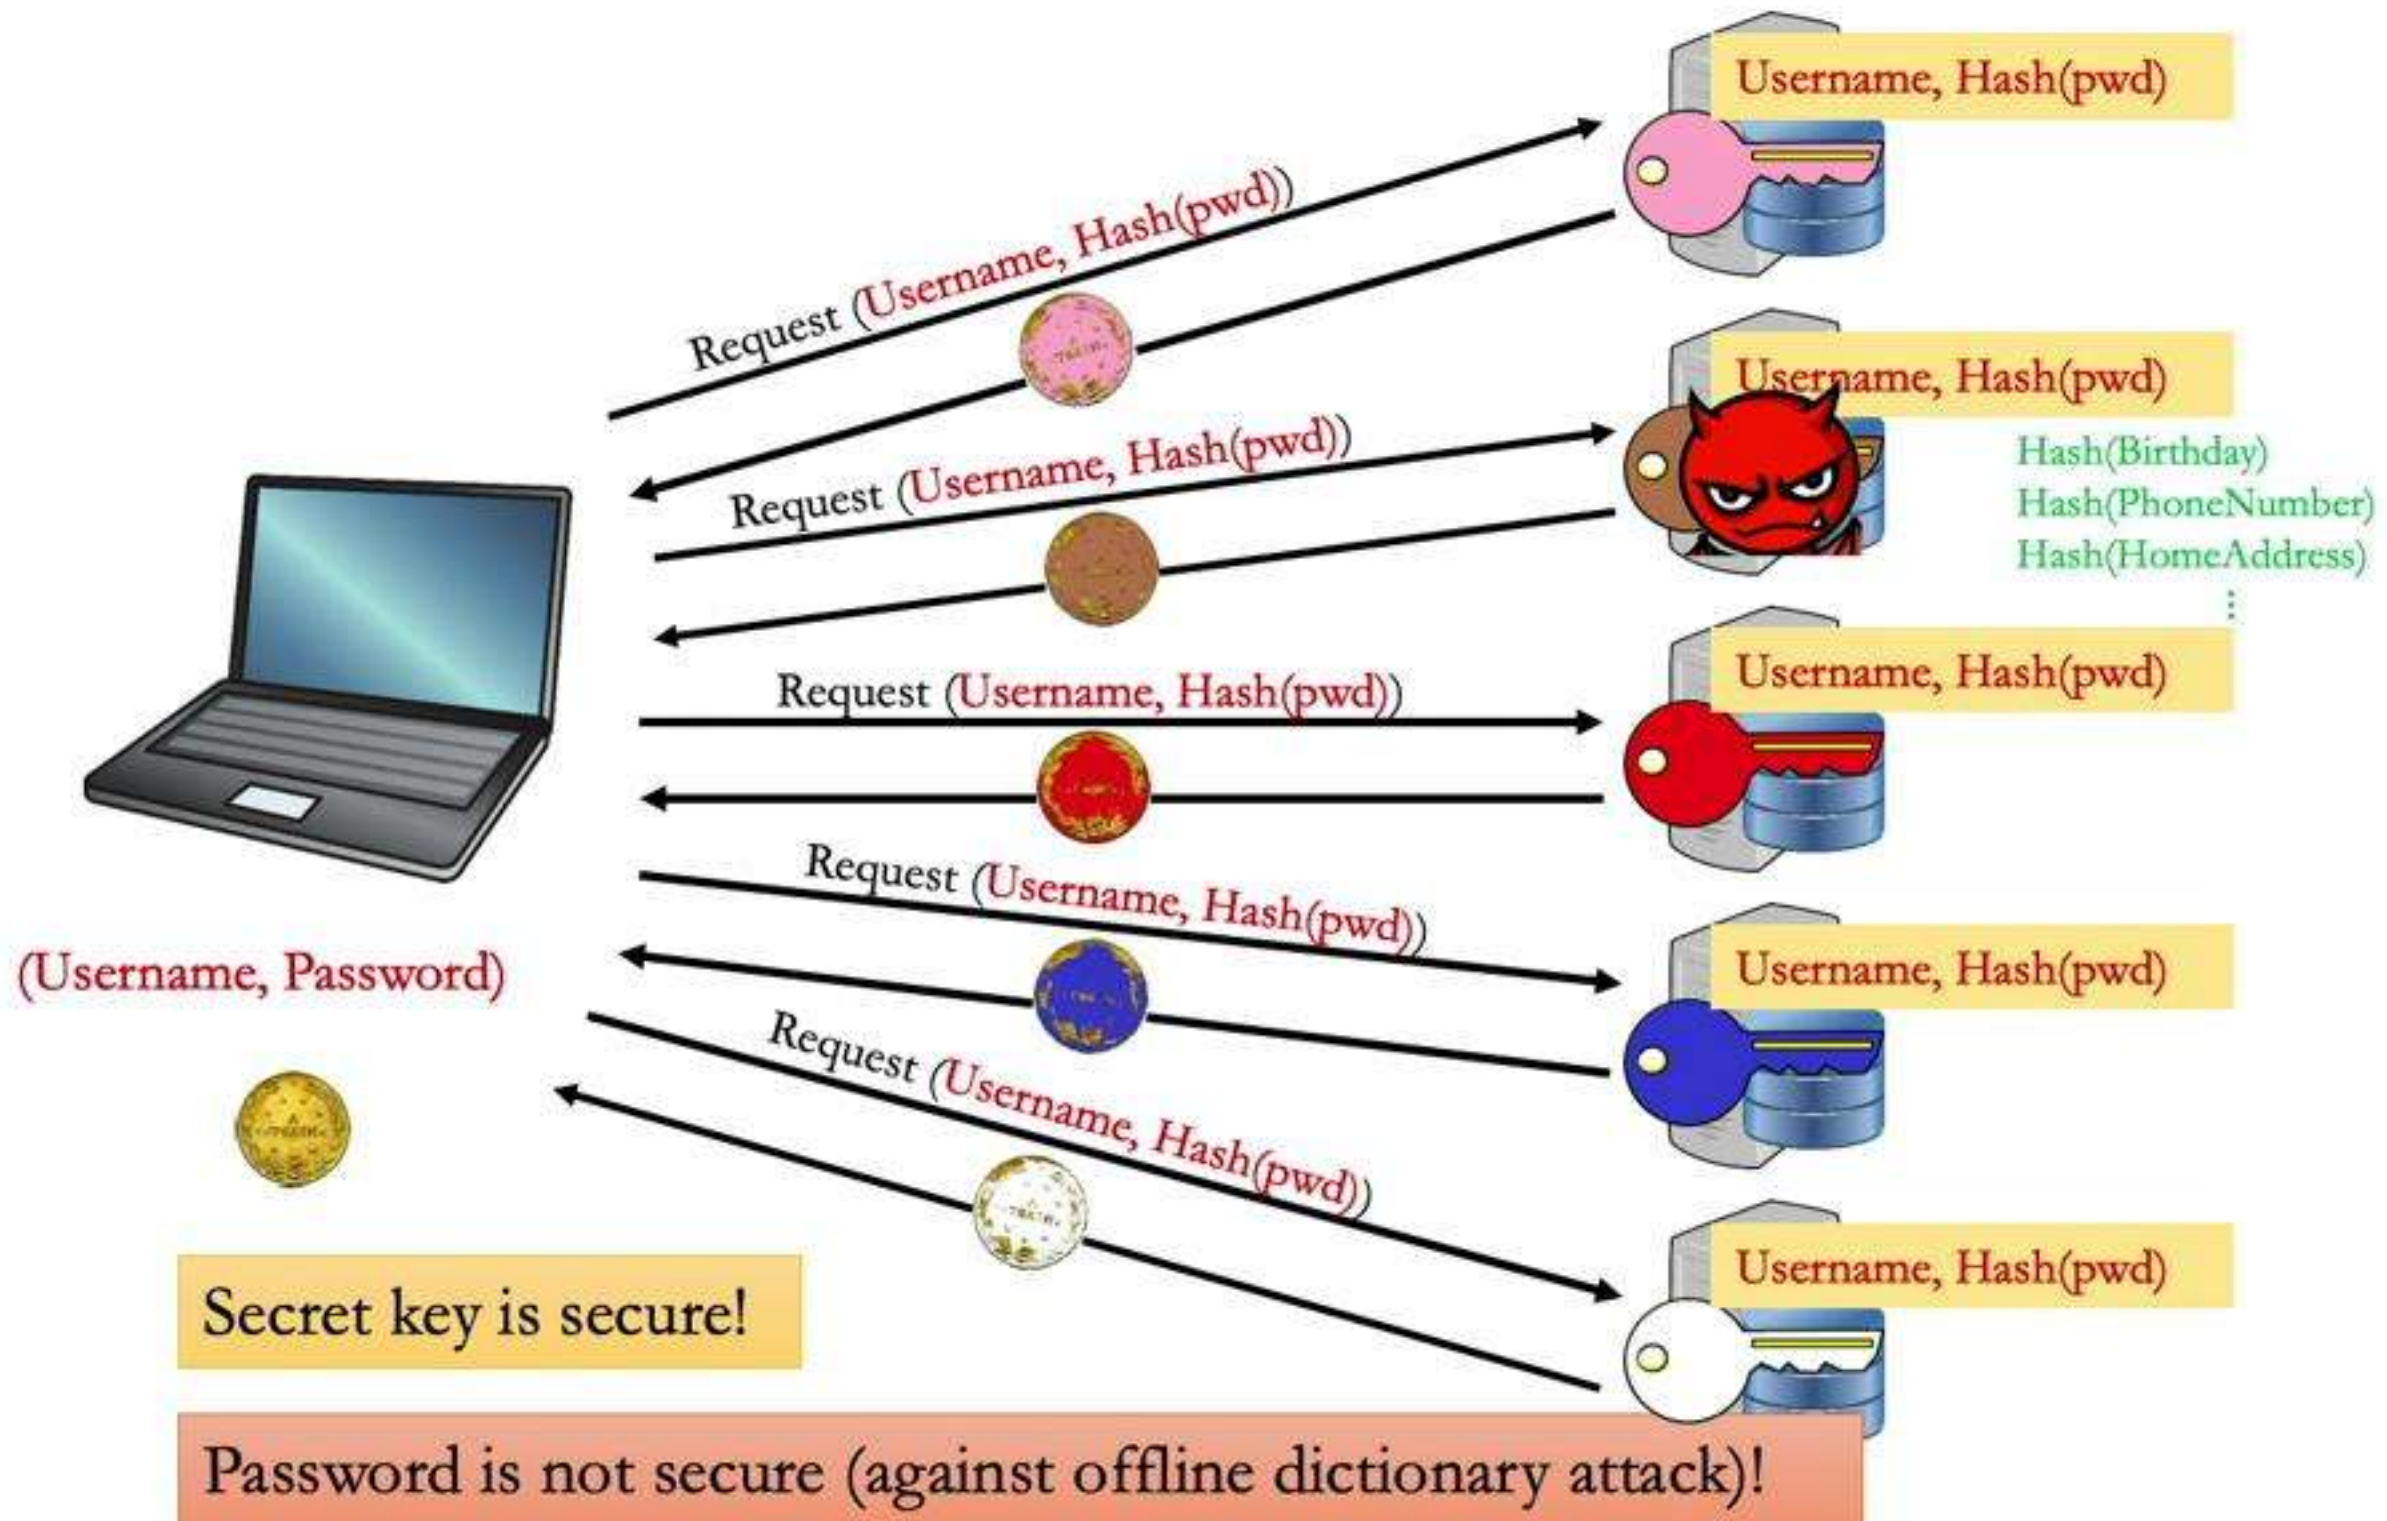 Username, Hash(pwd)
Request (Username, Hash(pwd))
Username, Hash(pwd)
Request (Username, Hash(pwd))
Hash(Birthday)
Hash(PhoneNumber)
Hash(HomeAddress)
⋮
Username, Hash(pwd)
Request (Username, Hash(pwd))
Request (Username, Hash(pwd))
Username, Hash(pwd)
(Username, Password)
Request (Username, Hash(pwd))
Username, Hash(pwd)
Secret key is secure!
Password is not secure (against offline dictionary attack)!